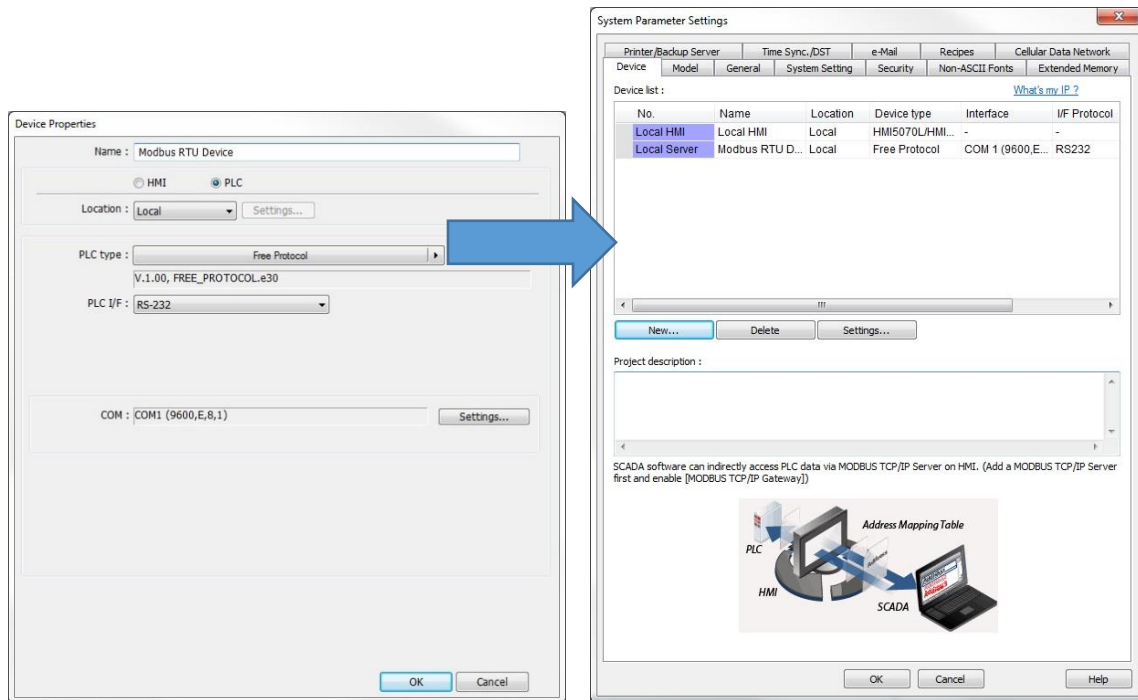 Device Properties
Name : Modbus RTU Device
HMI PLC
Location : Local Settings...
PLC type : Free Protocol
V.1.00, FREE_PROTOCOL.e30
PLC I/F : RS-232
COM : COM1 (9600,E,8,1) Settings...
OK Cancel
System Parameter Settings
Printer/Backup Server Time Sync./DST e-Mail Recipes Cellular Data Network
Device Model General System Setting Security Non-ASCII Fonts Extended Memory
Device list : What's my IP ?
No. Name Location Device type Interface I/F Protocol
Local HMI Local HMI Local HMI5070L/HMI... - -
Local Server Modbus RTU D... Local Free Protocol COM 1 (9600,E... RS232
New... Delete Settings...
Project description :
SCADA software can indirectly access PLC data via MODBUS TCP/IP Server on HMI. (Add a MODBUS TCP/IP Server
first and enable [MODBUS TCP/IP Gateway])
Address Mapping Table
PLC
HMI
SCADA
OK Cancel Help